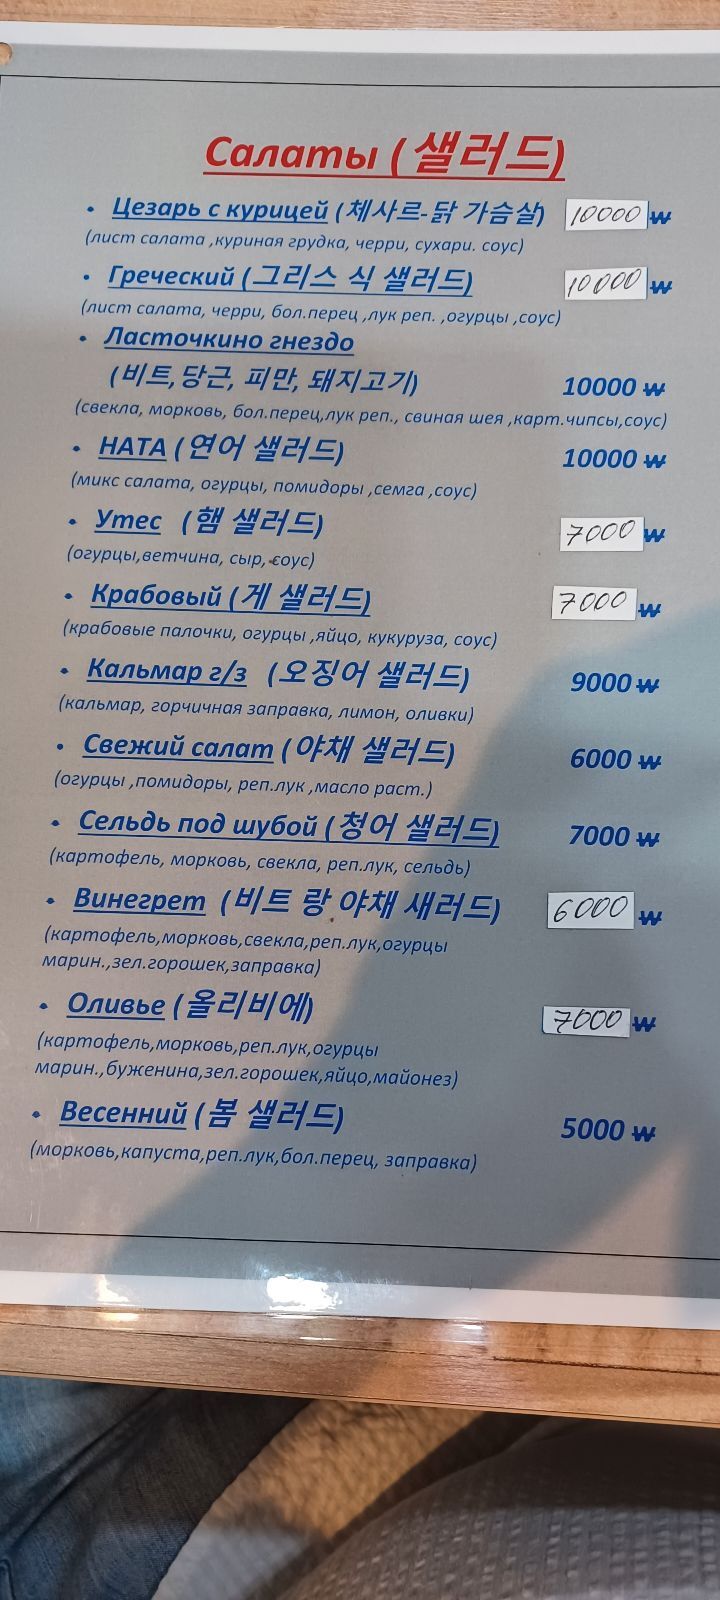 Салаты (샐러드)
• Цезарь с курицей (체사르-닭 가슴살) 10000 ₩
(лист салата ,куриная грудка, черри, сухари. соус)
• Греческий (그리스 식 샐러드) 10000 ₩
(лист салата, черри, бол.перец ,лук реп. ,огурцы ,соус)
• Ласточкино гнездо
(비트,당근, 피만, 돼지고기) 10000 ₩
(свекла, морковь, бол.перец,лук реп., свиная шея ,карт.чипсы,соус)
• НАТА (연어 샐러드) 10000 ₩
(микс салата, огурцы, помидоры ,семга ,соус)
• Утес (햄 샐러드) 7000 ₩
(огурцы,ветчина, сыр, соус)
• Крабовый (게 샐러드) 7000 ₩
(крабовые палочки, огурцы ,яйцо, кукуруза, соус)
• Кальмар г/з (오징어 샐러드) 9000 ₩
(кальмар, горчичная заправка, лимон, оливки)
• Свежий салат (야채 샐러드) 6000 ₩
(огурцы ,помидоры, реп.лук ,масло раст.)
• Сельдь под шубой (청어 샐러드) 7000 ₩
(картофель, морковь, свекла, реп.лук, сельдь)
• Винегрет (비트 랑 야채 새러드) 6000 ₩
(картофель,морковь,свекла,реп.лук,огурцы
марин.,зел.горошек,заправка)
• Оливье (올리비에) 7000 ₩
(картофель,морковь,реп.лук,огурцы
марин.,буженина,зел.горошек,яйцо,майонез)
• Весенний (봄 샐러드) 5000 ₩
(морковь,капуста,реп.лук,бол.перец, заправка)